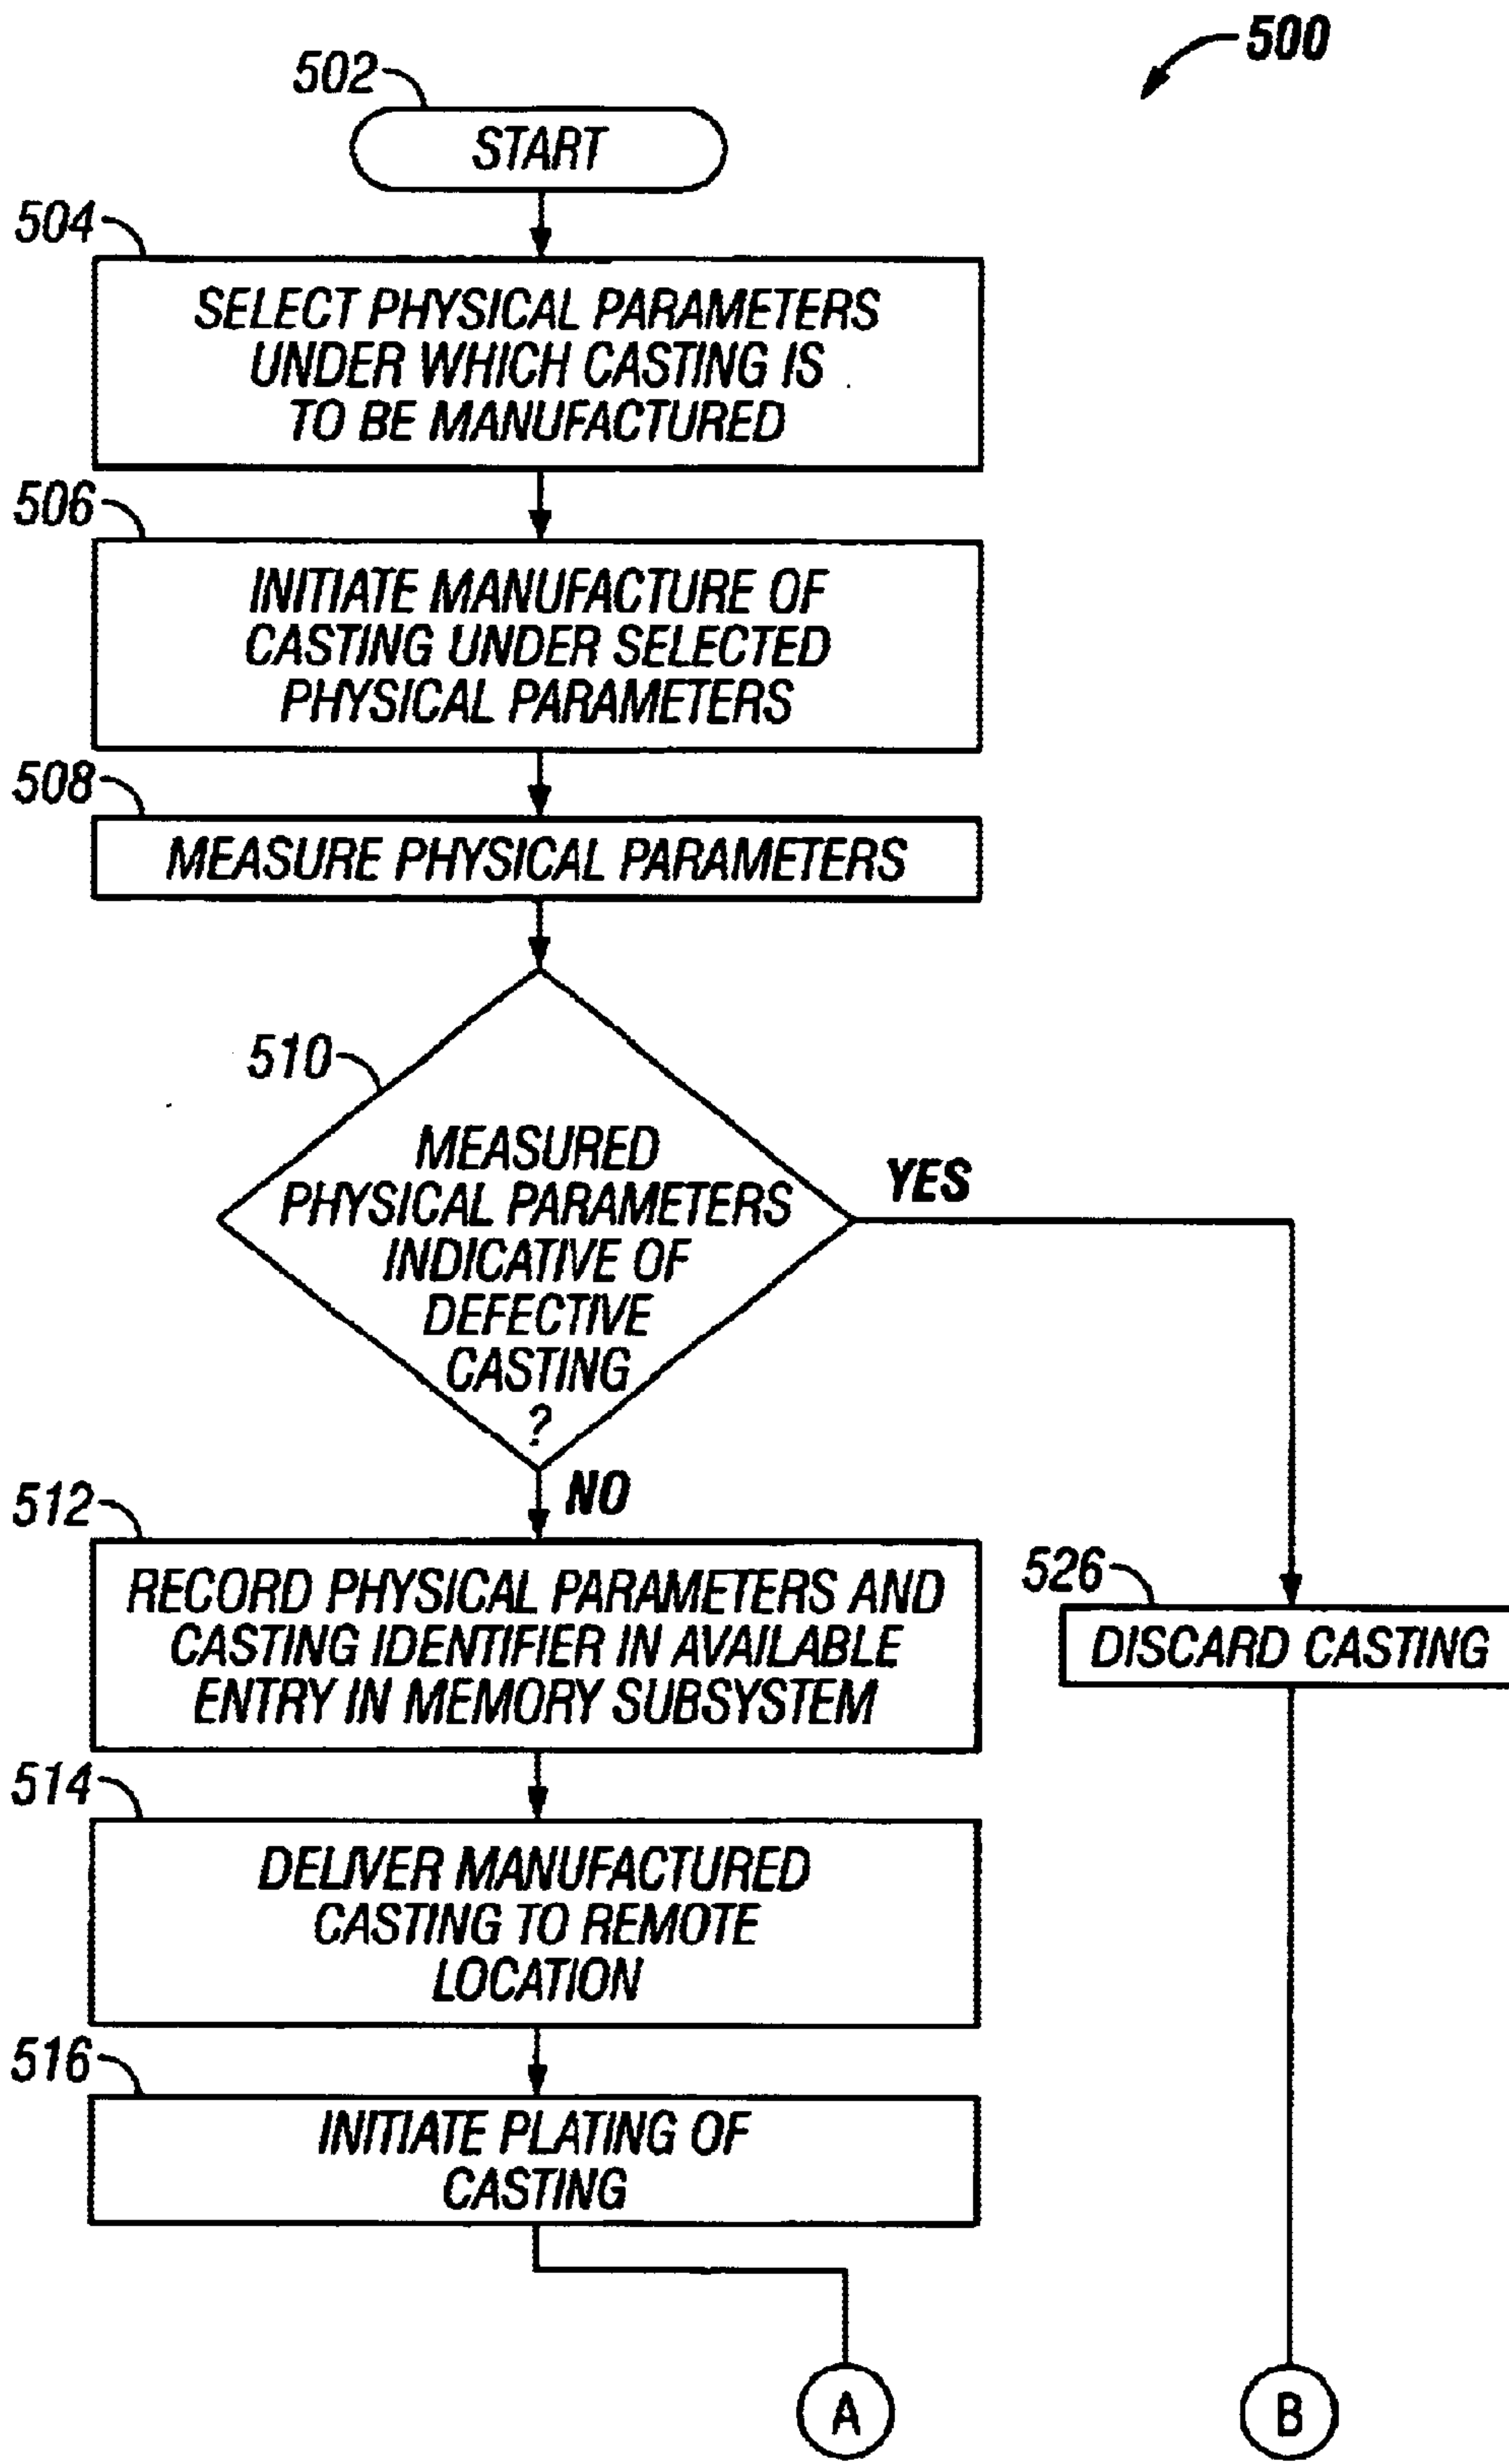 500
502
START
504
SELECT PHYSICAL PARAMETERS
UNDER WHICH CASTING IS
TO BE MANUFACTURED
506
INITIATE MANUFACTURE OF
CASTING UNDER SELECTED
PHYSICAL PARAMETERS
508
MEASURE PHYSICAL PARAMETERS
510
MEASURED
PHYSICAL PARAMETERS
INDICATIVE OF
DEFECTIVE
CASTING
?
YES
NO
512
RECORD PHYSICAL PARAMETERS AND
CASTING IDENTIFIER IN AVAILABLE
ENTRY IN MEMORY SUBSYSTEM
526
DISCARD CASTING
514
DELIVER MANUFACTURED
CASTING TO REMOTE
LOCATION
516
INITIATE PLATING OF
CASTING
A
B